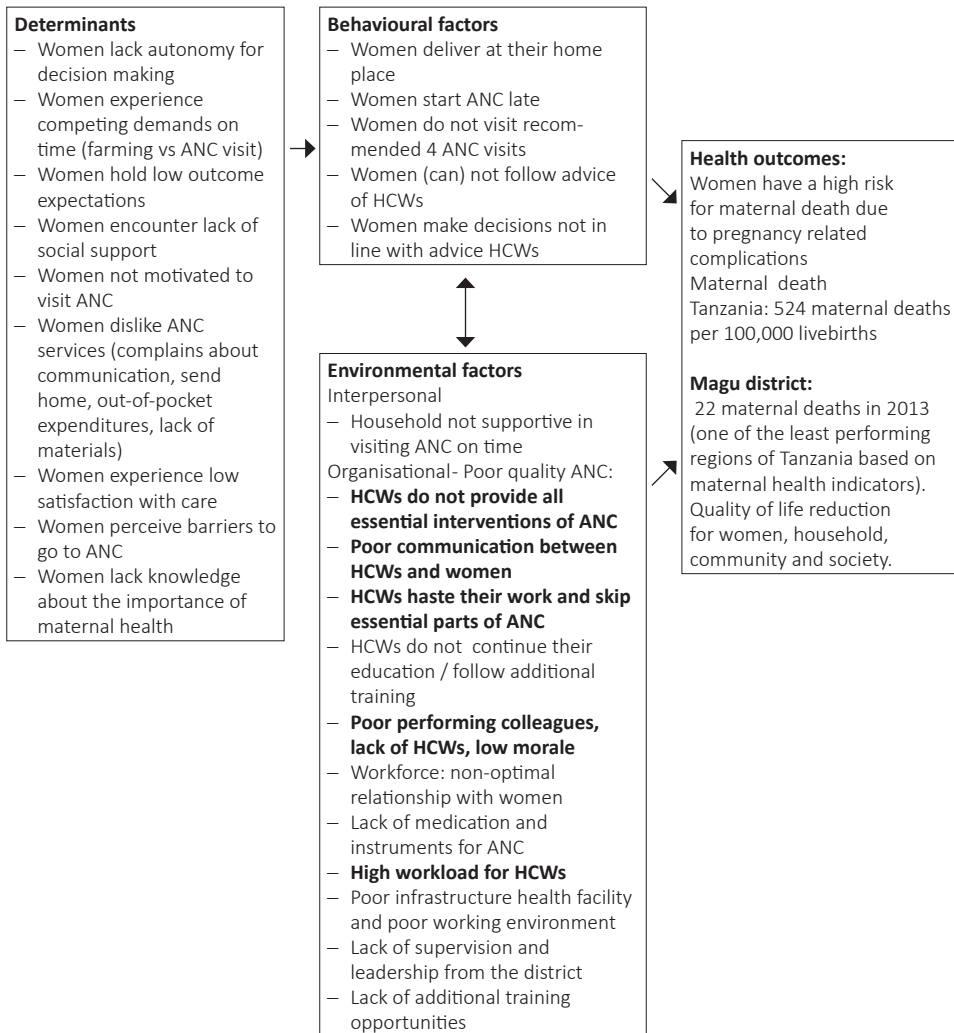 Determinants
– Women lack autonomy for
decision making
– Women experience
competing demands on
time (farming vs ANC visit)
– Women hold low outcome
expectations
– Women encounter lack of
social support
– Women not motivated to
visit ANC
– Women dislike ANC
services (complains about
communication, send
home, out-of-pocket
expenditures, lack of
materials)
– Women experience low
satisfaction with care
– Women perceive barriers to
go to ANC
– Women lack knowledge
about the importance of
maternal health
Behavioural factors
– Women deliver at their home
place
– Women start ANC late
– Women do not visit recom-
mended 4 ANC visits
– Women (can) not follow advice
of HCWs
– Women make decisions not in
line with advice HCWs
Environmental factors
Interpersonal
– Household not supportive in
visiting ANC on time
Organisational- Poor quality ANC:
– HCWs do not provide all
essential interventions of ANC
– Poor communication between
HCWs and women
– HCWs haste their work and skip
essential parts of ANC
– HCWs do not continue their
education / follow additional
training
– Poor performing colleagues,
lack of HCWs, low morale
– Workforce: non-optimal
relationship with women
– Lack of medication and
instruments for ANC
– High workload for HCWs
– Poor infrastructure health facility
and poor working environment
– Lack of supervision and
leadership from the district
– Lack of additional training
opportunities
Health outcomes:
Women have a high risk
for maternal death due
to pregnancy related
complications
Maternal death
Tanzania: 524 maternal deaths
per 100,000 livebirths
Magu district:
22 maternal deaths in 2013
(one of the least performing
regions of Tanzania based on
maternal health indicators).
Quality of life reduction
for women, household,
community and society.